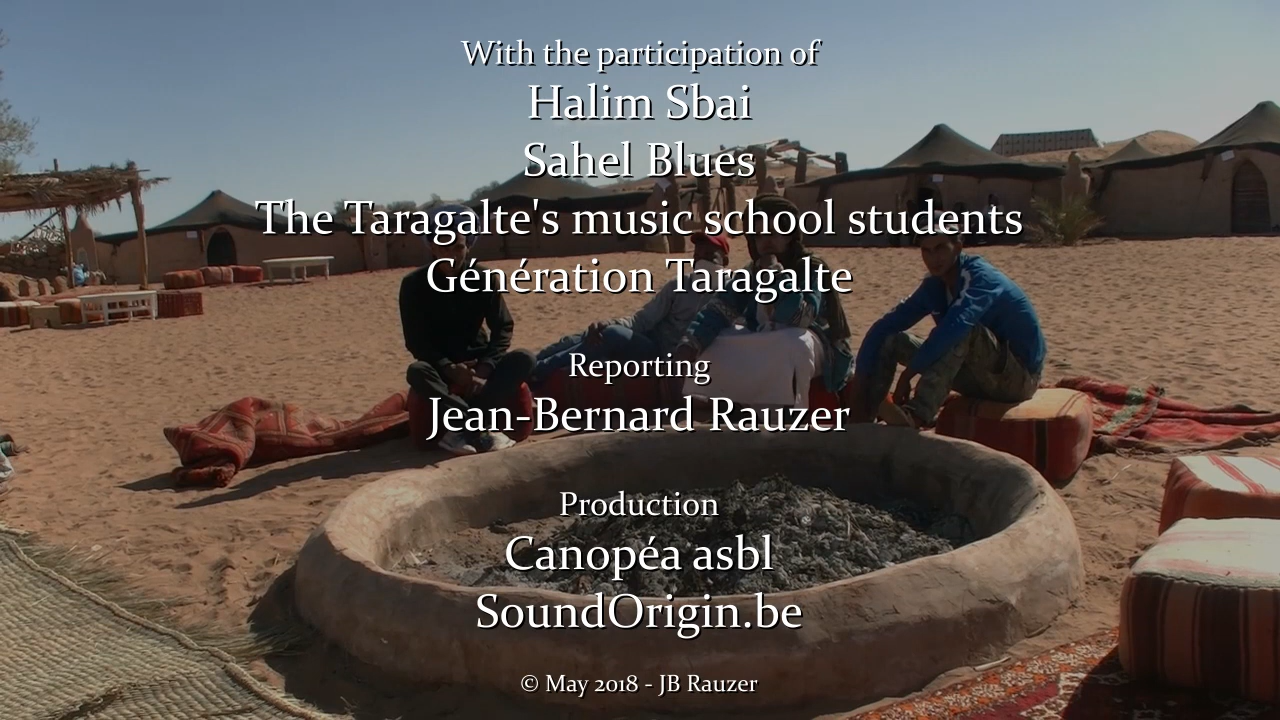 With the participation of
Halim Sbai
Sahel Blues
The Taragalte's music school students
Génération Taragalte
Reporting
Jean-Bernard Rauzer
Production
Canopéa asbl
SoundOrigin.be
© May 2018 - JB Rauzer